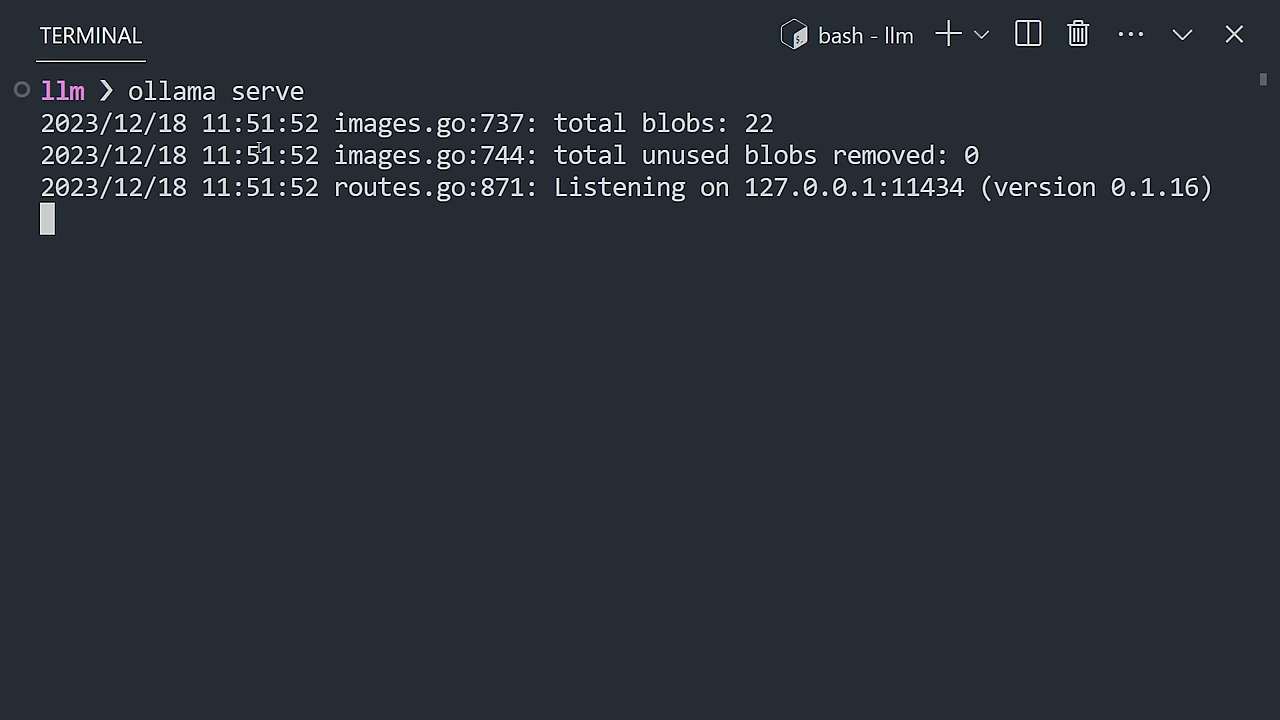 TERMINAL
bash - llm
llm ❯ ollama serve
2023/12/18 11:51:52 images.go:737: total blobs: 22
2023/12/18 11:51:52 images.go:744: total unused blobs removed: 0
2023/12/18 11:51:52 routes.go:871: Listening on 127.0.0.1:11434 (version 0.1.16)